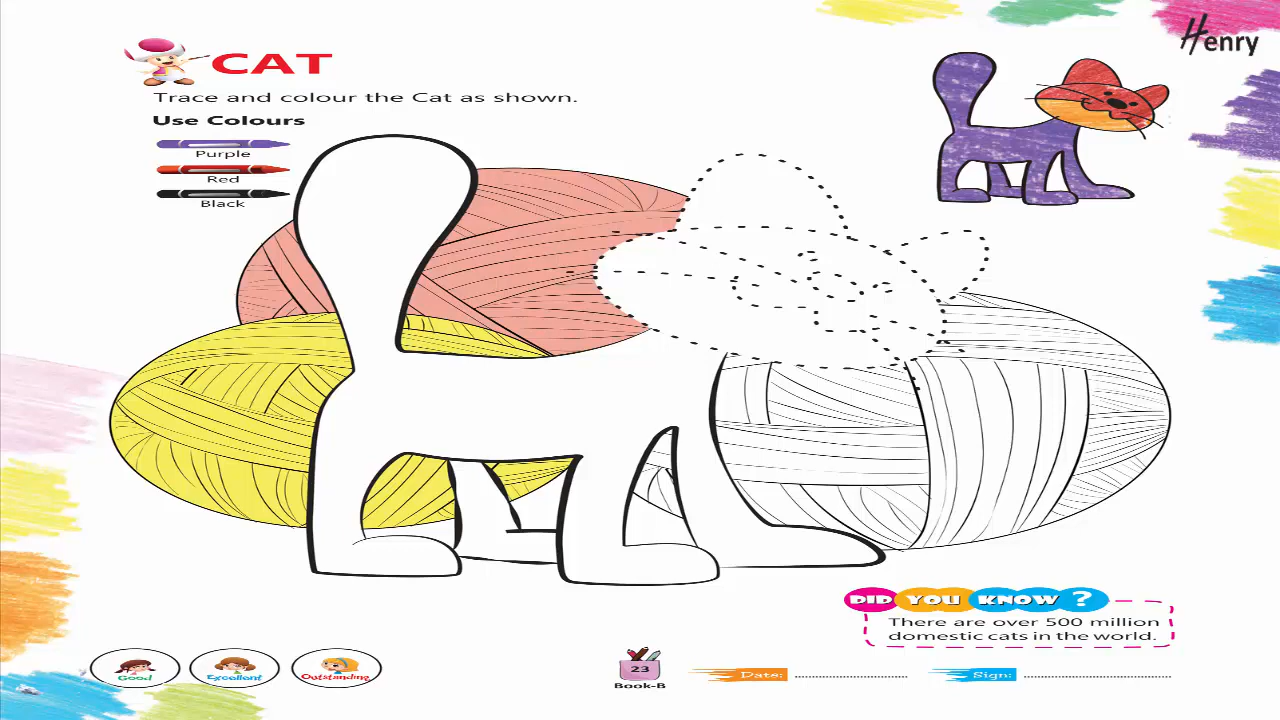 Henry
CAT
Trace and colour the Cat as shown.
Use Colours
Purple
Red
Black
DID YOU KNOW ?
There are over 500 million
domestic cats in the world.
Good
Excellent
Outstanding
23
Book-B
Date:
Sign: